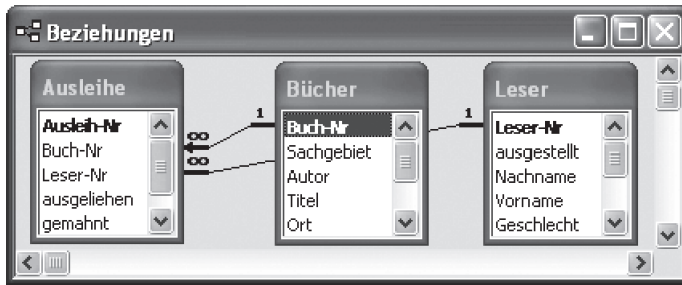 Beziehungen
Ausleihe
Ausleih-Nr
Buch-Nr
Leser-Nr
ausgeliehen
gemahnt
∞
∞
1
Bücher
Buch-Nr
Sachgebiet
Autor
Titel
Ort
1
Leser
Leser-Nr
ausgestellt
Nachname
Vorname
Geschlecht